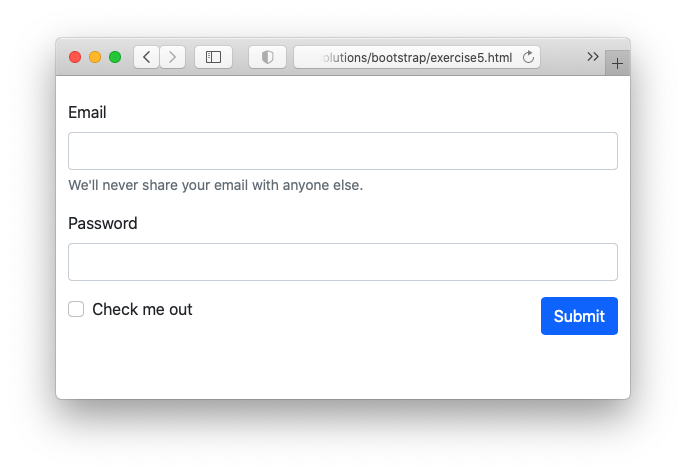 olutions/bootstrap/exercise5.html
Email
We'll never share your email with anyone else.
Password
Check me out
Submit